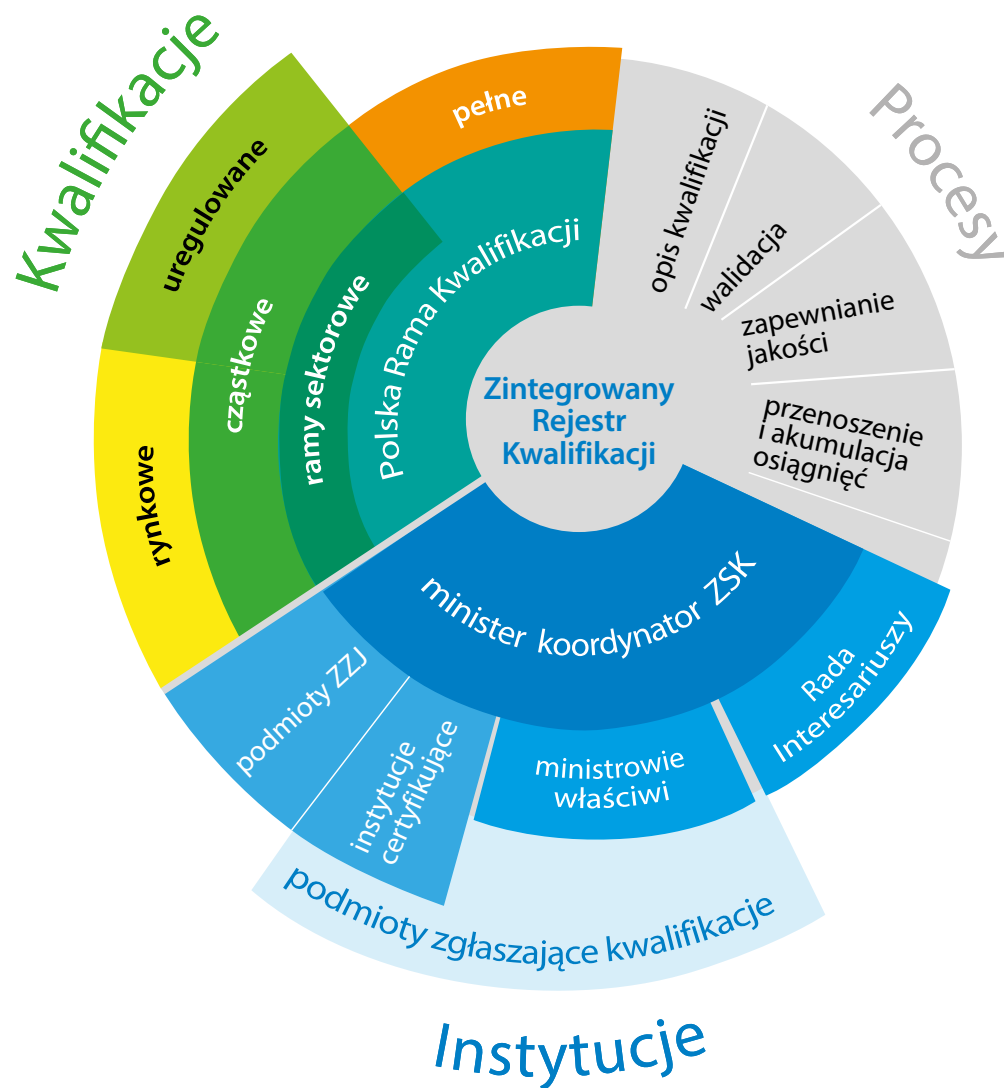 Kwalifikacje
uregulowane
rynkowe
cząstkowe
pełne
ramy sektorowe
Polska Rama Kwalifikacji
Procesy
opis kwalifikacji
walidacja
zapewnianie
jakości
przenoszenie
i akumulacja
osiągnięć
Zintegrowany
Rejestr
Kwalifikacji
minister koordynator ZSK
podmioty ZZJ
instytucje
certyfikujące
ministrowie
właściwi
Rada
Interesariuszy
podmioty zgłaszające kwalifikacje
Instytucje